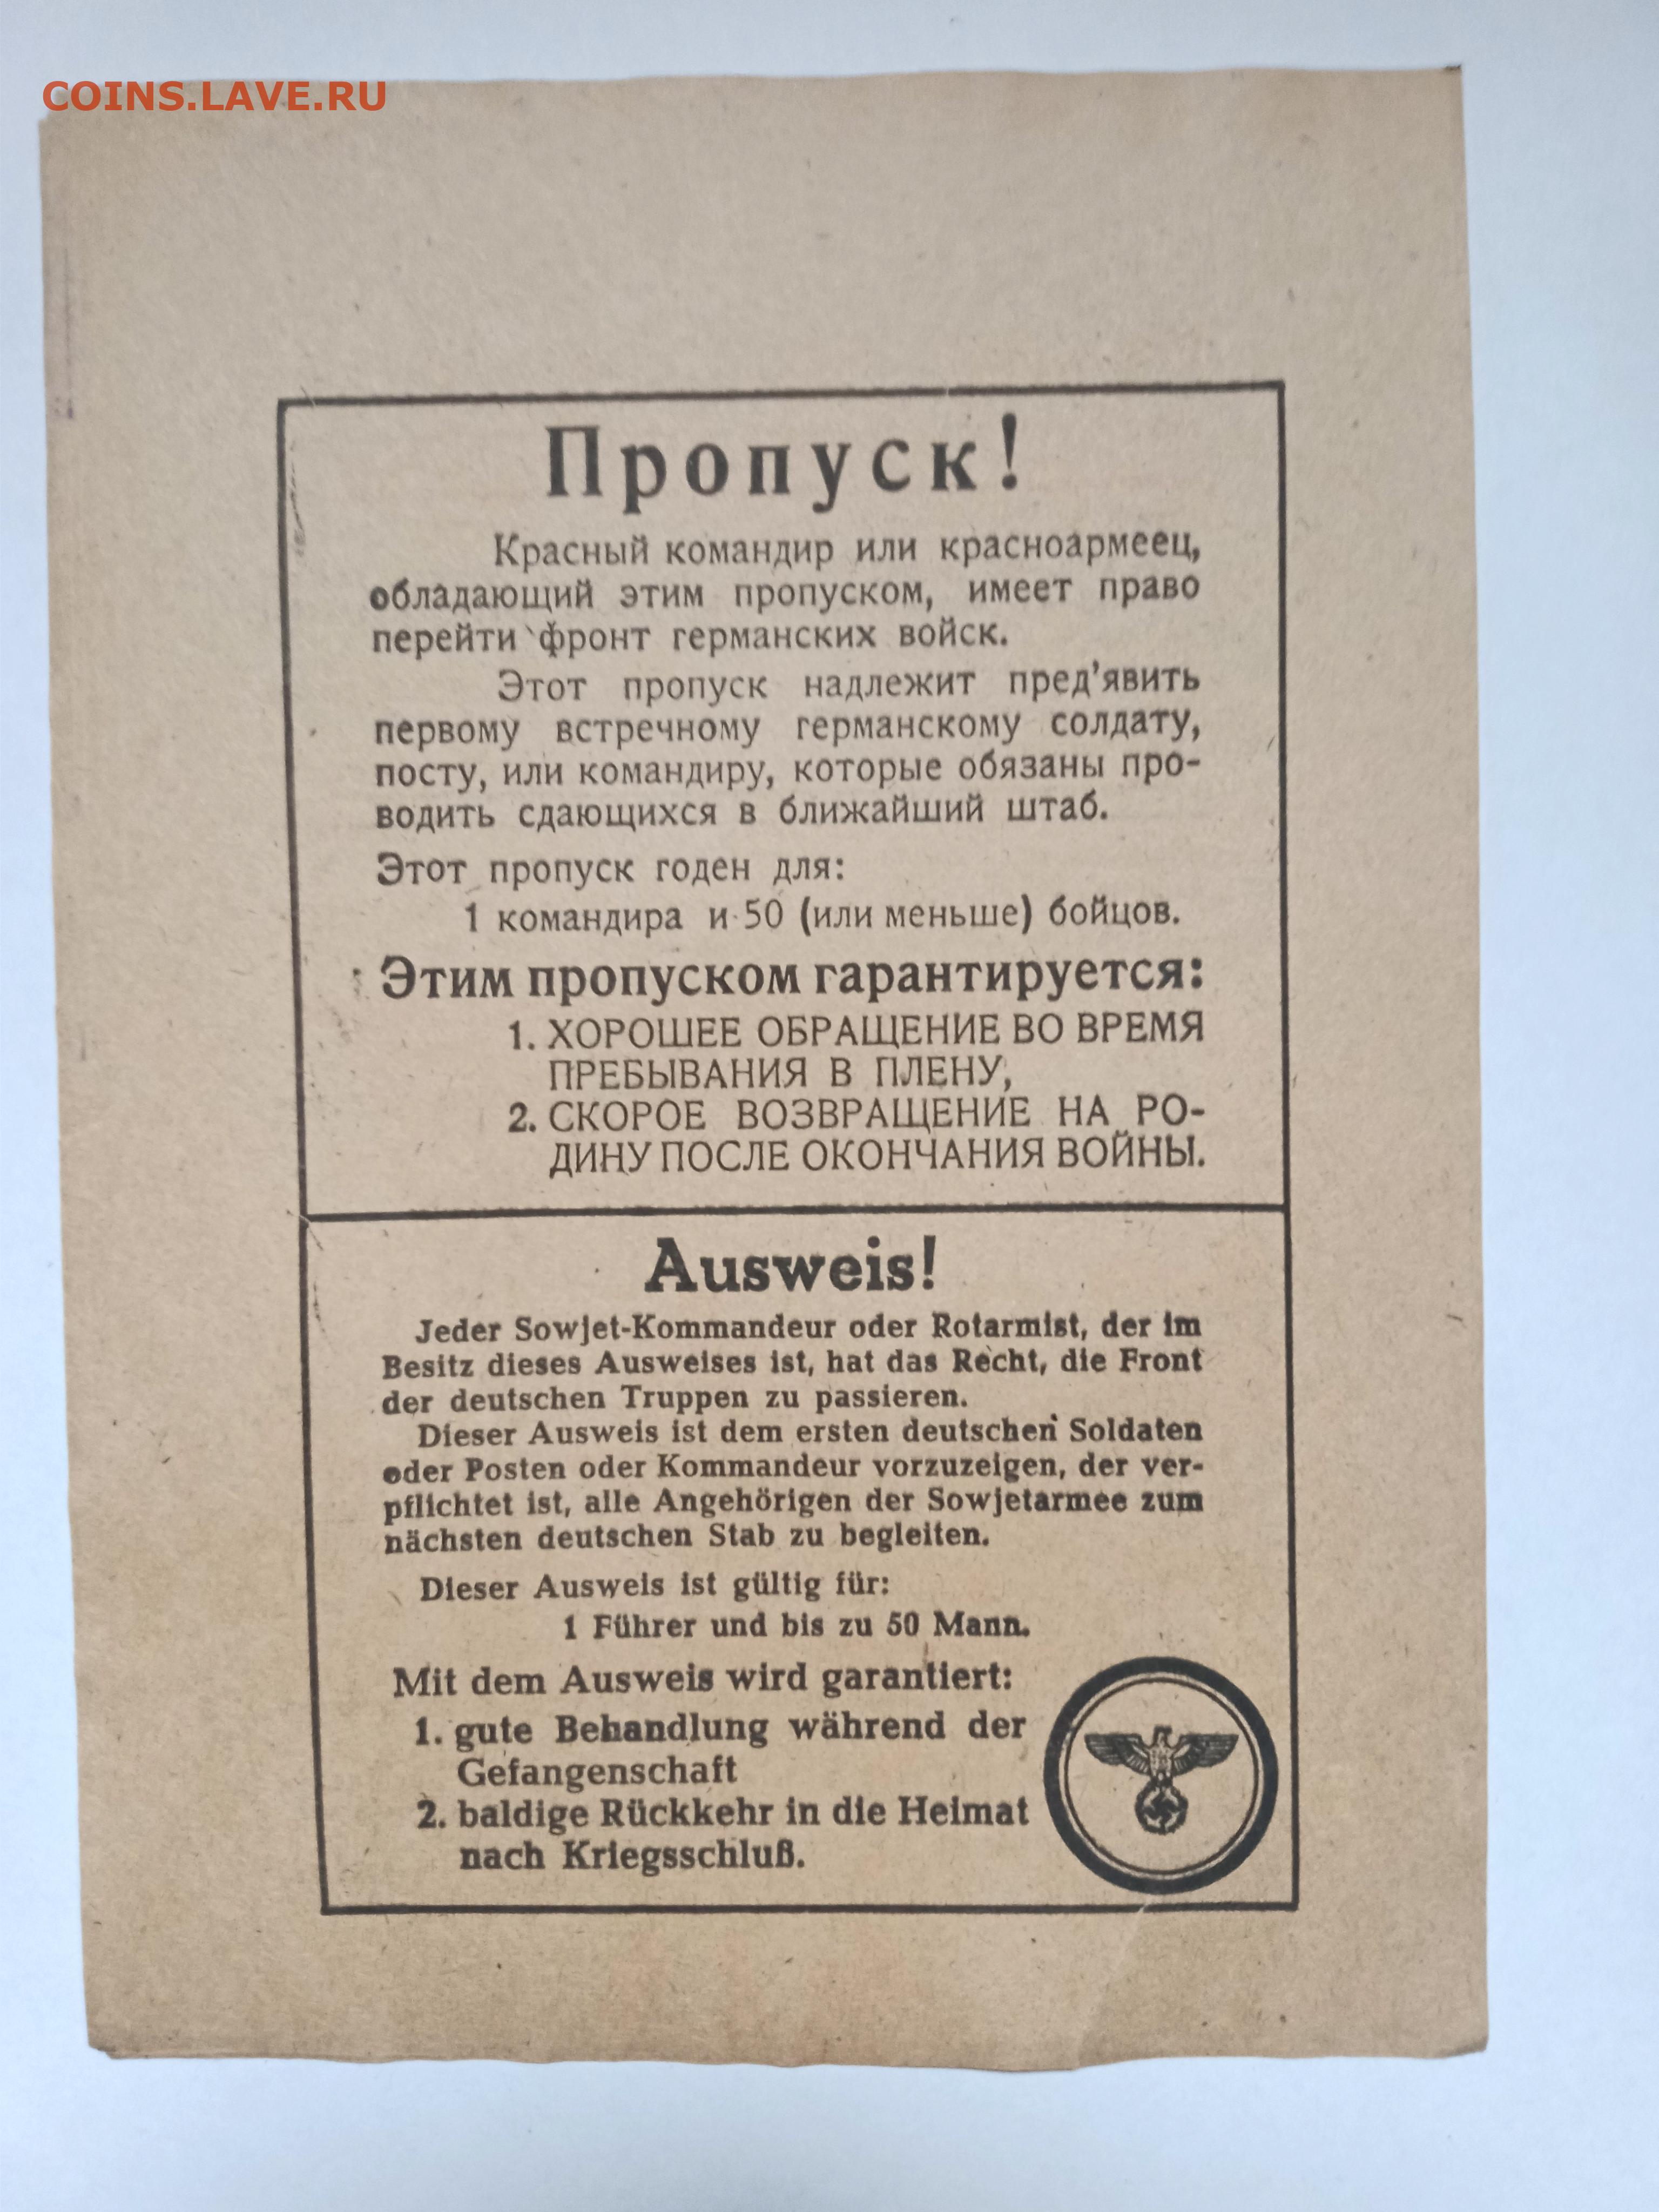 COINS.LAVE.RU
Пропуск!
Красный командир или красноармеец,
обладающий этим пропуском, имеет право
перейти фронт германских войск.
Этот пропуск надлежит пред'явить
первому встречному германскому солдату,
посту, или командиру, которые обязаны про-
водить сдающихся в ближайший штаб.
Этот пропуск годен для:
1 командира и 50 (или меньше) бойцов.
Этим пропуском гарантируется:
1. ХОРОШЕЕ ОБРАЩЕНИЕ ВО ВРЕМЯ
ПРЕБЫВАНИЯ В ПЛЕНУ,
2. СКОРОЕ ВОЗВРАЩЕНИЕ НА РО-
ДИНУ ПОСЛЕ ОКОНЧАНИЯ ВОЙНЫ.
Ausweis!
Jeder Sowjet-Kommandeur oder Rotarmist, der im
Besitz dieses Ausweises ist, hat das Recht, die Front
der deutschen Truppen zu passieren.
Dieser Ausweis ist dem ersten deutschen Soldaten
oder Posten oder Kommandeur vorzuzeigen, der ver-
pflichtet ist, alle Angehörigen der Sowjetarmee zum
nächsten deutschen Stab zu begleiten.
Dieser Ausweis ist gültig für:
1 Führer und bis zu 50 Mann.
Mit dem Ausweis wird garantiert:
1. gute Behandlung während der
Gefangenschaft
2. baldige Rückkehr in die Heimat
nach Kriegsschluß.